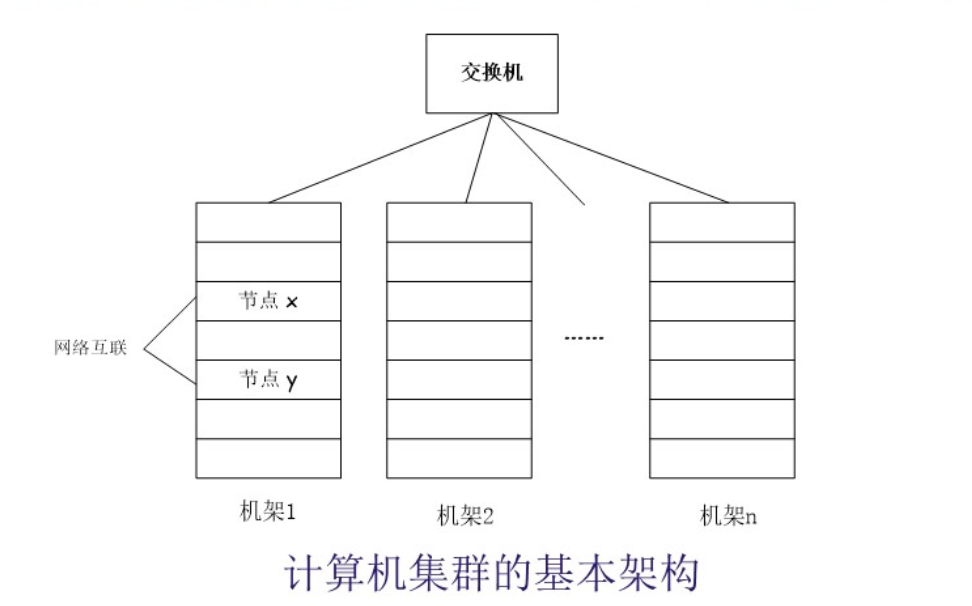 交换机
节点 x
网络互联
······
节点 y
机架1
机架2
机架n
计算机集群的基本架构